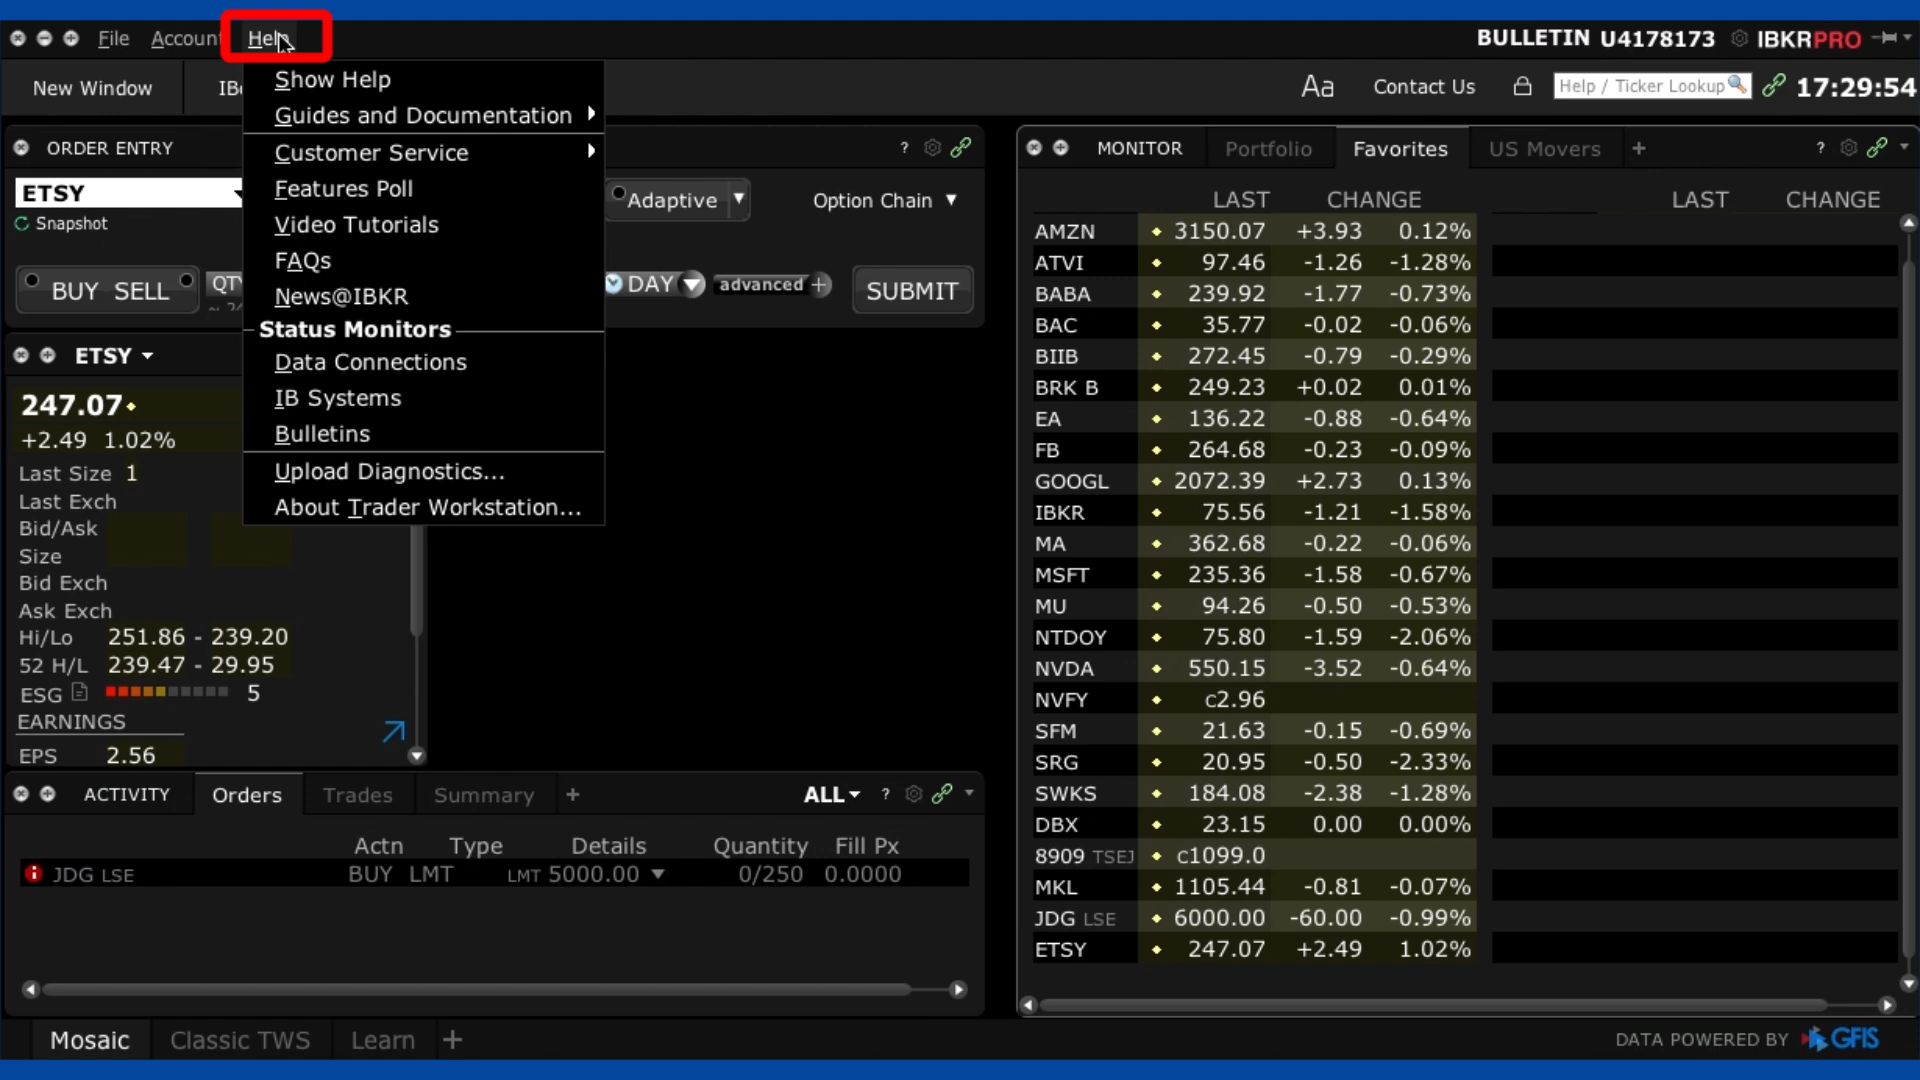 File Account Help
BULLETIN U4178173 IBKRPRO
New Window
Aa Contact Us Help / Ticker Lookup 17:29:54
Show Help
Guides and Documentation
Customer Service
Features Poll
Video Tutorials
FAQs
News@IBKR
Status Monitors
Data Connections
IB Systems
Bulletins
Upload Diagnostics...
About Trader Workstation...
ORDER ENTRY ?
ETSY
Adaptive Option Chain
Snapshot
BUY SELL QTY DAY advanced + SUBMIT
ETSY
247.07
+2.49 1.02%
Last Size 1
Last Exch
Bid/Ask
Size
Bid Exch
Ask Exch
Hi/Lo 251.86 - 239.20
52 H/L 239.47 - 29.95
ESG 5
EARNINGS
EPS 2.56
ACTIVITY Orders Trades Summary + ALL ?
Actn Type Details Quantity Fill Px
JDG LSE BUY LMT LMT 5000.00 0/250 0.0000
MONITOR Portfolio Favorites US Movers + ?
LAST CHANGE LAST CHANGE
AMZN 3150.07 +3.93 0.12%
ATVI 97.46 -1.26 -1.28%
BABA 239.92 -1.77 -0.73%
BAC 35.77 -0.02 -0.06%
BIIB 272.45 -0.79 -0.29%
BRK B 249.23 +0.02 0.01%
EA 136.22 -0.88 -0.64%
FB 264.68 -0.23 -0.09%
GOOGL 2072.39 +2.73 0.13%
IBKR 75.56 -1.21 -1.58%
MA 362.68 -0.22 -0.06%
MSFT 235.36 -1.58 -0.67%
MU 94.26 -0.50 -0.53%
NTDOY 75.80 -1.59 -2.06%
NVDA 550.15 -3.52 -0.64%
NVFY c2.96
SFM 21.63 -0.15 -0.69%
SRG 20.95 -0.50 -2.33%
SWKS 184.08 -2.38 -1.28%
DBX 23.15 0.00 0.00%
8909 TSEJ c1099.0
MKL 1105.44 -0.81 -0.07%
JDG LSE 6000.00 -60.00 -0.99%
ETSY 247.07 +2.49 1.02%
Mosaic Classic TWS Learn +
DATA POWERED BY GFIS